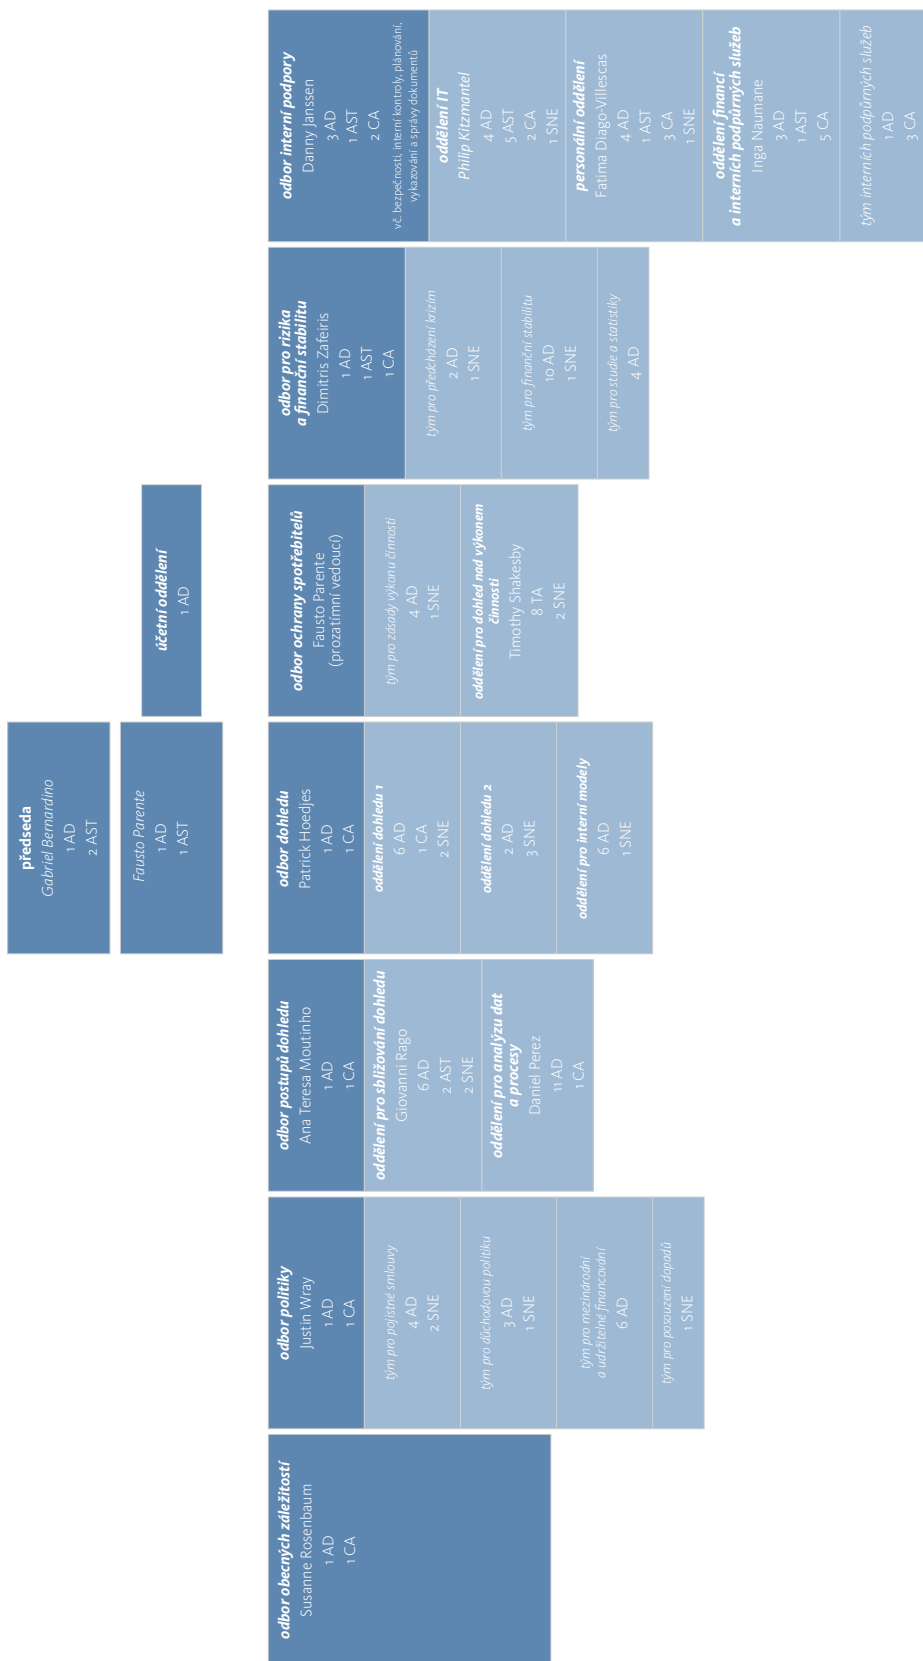 předseda
Gabriel Bernardino
1 AD
2 AST
Fausto Parente
1 AD
1 AST
účetní oddělení
1 AD
odbor obecných záležitostí
Susanne Rosenbaum
1 AD
1 CA
odbor politiky
Justin Wray
1 AD
1 CA
tým pro pojistné smlouvy
4 AD
2 SNE
tým pro důchodovou politiku
3 AD
1 SNE
tým pro mezinárodní
a udržitelné financování
6 AD
tým pro posouzení dopadů
1 SNE
odbor postupů dohledu
Ana Teresa Moutinho
1 AD
1 CA
oddělení pro sbližování dohledu
Giovanni Rago
6 AD
2 AST
2 SNE
oddělení pro analýzu dat
a procesy
Daniel Perez
11 AD
1 CA
odbor dohledu
Patrick Hoedjes
1 AD
1 CA
oddělení dohledu 1
6 AD
1 CA
2 SNE
oddělení dohledu 2
2 AD
3 SNE
oddělení pro interní modely
6 AD
1 SNE
odbor ochrany spotřebitelů
Fausto Parente
(prozatímní vedoucí)
tým pro zásady výkonu činnosti
4 AD
1 SNE
oddělení pro dohled nad výkonem
činnosti
Timothy Shakesby
8 TA
2 SNE
odbor pro rizika
a finanční stabilitu
Dimitris Zafeiris
1 AD
1 AST
1 CA
tým pro předcházení krizím
2 AD
1 SNE
tým pro finanční stabilitu
10 AD
1 SNE
tým pro studie a statistiky
4 AD
odbor interní podpory
Danny Janssen
3 AD
1 AST
2 CA
vč. bezpečnosti, interní kontroly, plánování,
vykazování a správy dokumentů
oddělení IT
Philip Kitzmantel
4 AD
5 AST
2 CA
1 SNE
personální oddělení
Fatima Diago-Villescas
4 AD
1 AST
3 CA
1 SNE
oddělení financí
a interních podpůrných služeb
Inga Naumane
3 AD
1 AST
5 CA
tým interních podpůrných služeb
1 AD
3 CA